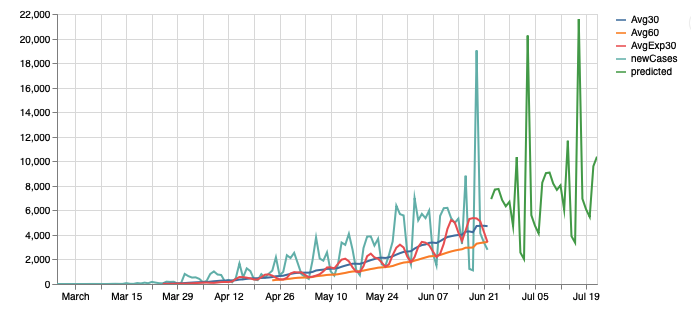 22,000
20,000
18,000
16,000
14,000
12,000
10,000
8,000
6,000
4,000
2,000
0
March Mar 15 Mar 29 Apr 12 Apr 26 May 10 May 24 Jun 07 Jun 21 Jul 05 Jul 19
Avg30
Avg60
AvgExp30
newCases
predicted